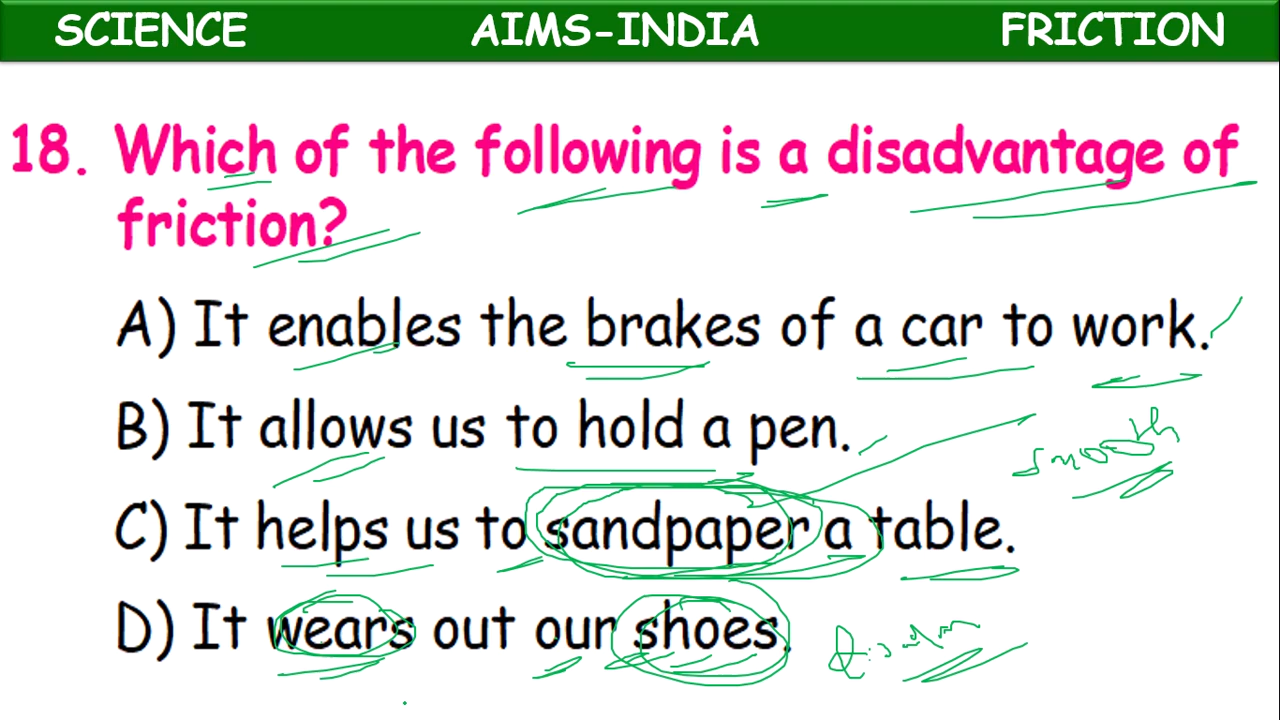 SCIENCE AIMS-INDIA FRICTION
18. Which of the following is a disadvantage of
friction?
A) It enables the brakes of a car to work.
B) It allows us to hold a pen.
smooth
C) It helps us to sandpaper a table.
D) It wears out our shoes.